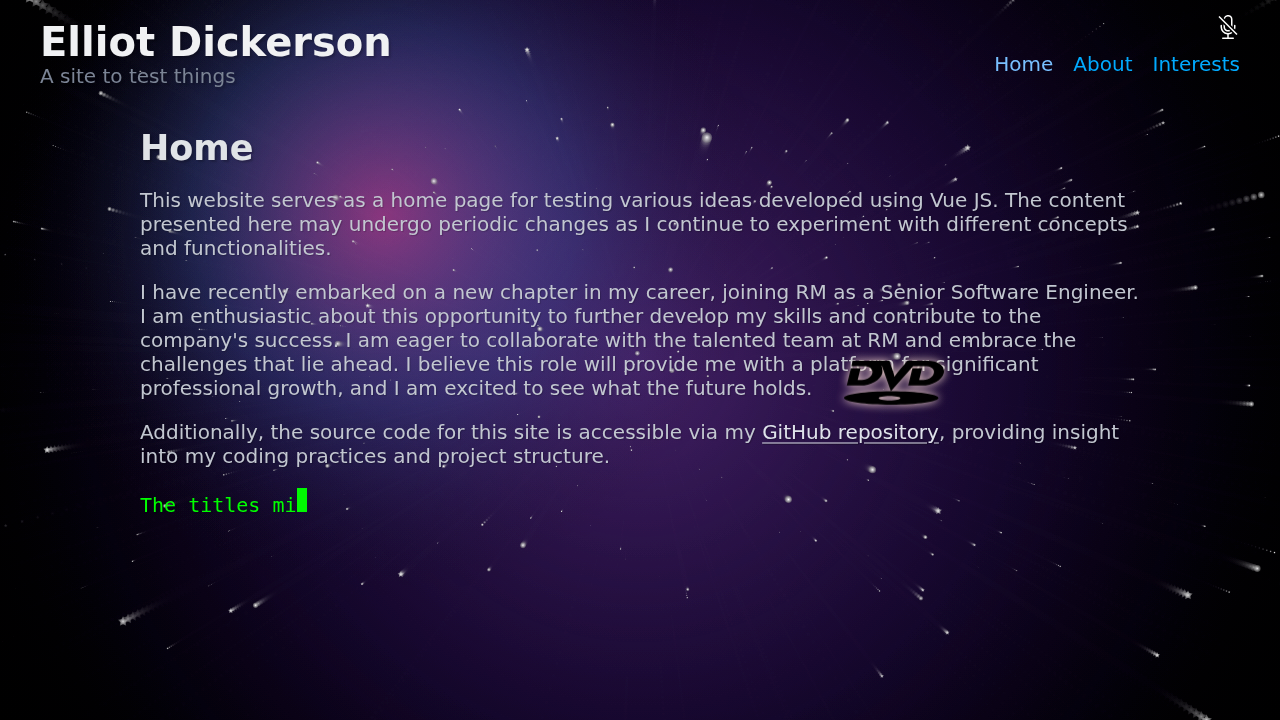 Elliot Dickerson
A site to test things
Home About Interests
Home
This website serves as a home page for testing various ideas developed using Vue JS. The content
presented here may undergo periodic changes as I continue to experiment with different concepts
and functionalities.
I have recently embarked on a new chapter in my career, joining RM as a Senior Software Engineer.
I am enthusiastic about this opportunity to further develop my skills and contribute to the
company's success. I am eager to collaborate with the talented team at RM and embrace the
challenges that lie ahead. I believe this role will provide me with a platform for significant
professional growth, and I am excited to see what the future holds.
DVD
Additionally, the source code for this site is accessible via my GitHub repository, providing insight
into my coding practices and project structure.
The titles mi